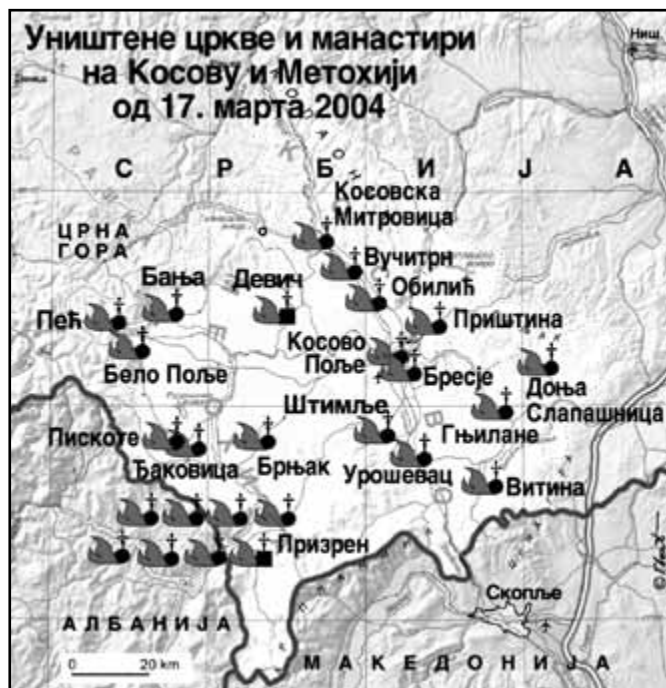 Уништене цркве и манастири
на Косову и Метохији
од 17. марта 2004
Ниш
С Р Б И Ј А
ЦРНА
ГОРА
Косовска
Митровица
Вучитрн
Бања
Девич
Обилић
Пећ
Приштина
Косово
Поље
Бело Поље
Бресје
Доња
Слапашница
Штимље
Гњилане
Пискоте
Ђаковица
Брњак
Урошевац
Витина
Призрен
Скопље
АЛБАНИЈА
0 20 km
МАКЕДОНИЈА